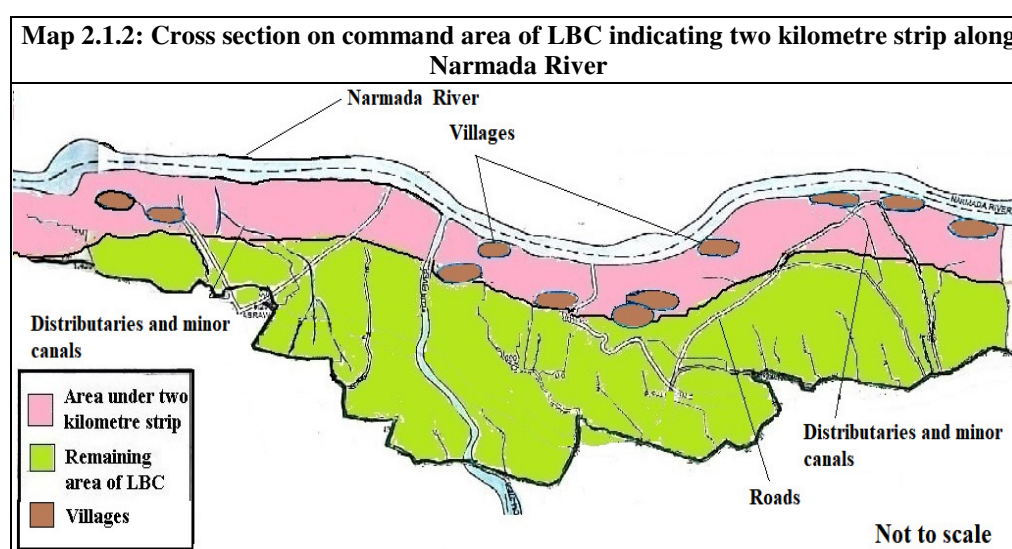 Map 2.1.2: Cross section on command area of LBC indicating two kilometre strip along
Narmada River
Narmada River
Villages
NARMADA RIVER
Distributaries and minor
canals
Area under two
kilometre strip
Remaining
area of LBC
Villages
Distributaries and minor
canals
Roads
Not to scale